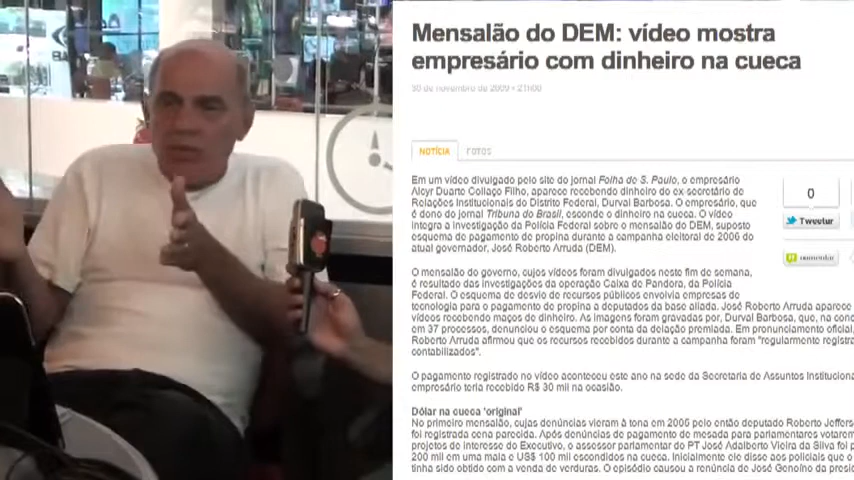 Mensalão do DEM: vídeo mostra
empresário com dinheiro na cueca
30 de novembro de 2009 • 21h00
NOTÍCIA FOTOS
Em um vídeo divulgado pelo site do jornal Folha de S. Paulo, o empresário
Alcyr Duarte Collaço Filho, aparece recebendo dinheiro do ex-secretário de
Relações Institucionais do Distrito Federal, Durval Barbosa. O empresário, que
é dono do jornal Tribuna do Brasil, esconde o dinheiro na cueca. O vídeo
integra a investigação da Polícia Federal sobre o mensalão do DEM, suposto
esquema de pagamento de propina durante a campanha eleitoral de 2006 do
atual governador, José Roberto Arruda (DEM).
0
Tweetar
comentar
O mensalão do governo, cujos vídeos foram divulgados neste fim de semana,
é resultado das investigações da operação Caixa de Pandora, da Polícia
Federal. O esquema de desvio de recursos públicos envolvia empresas de
tecnologia para o pagamento de propina a deputados da base aliada. José Roberto Arruda aparece
vídeos recebendo maços de dinheiro. As imagens foram gravadas por, Durval Barbosa, que, na cond
em 37 processos, denunciou o esquema por conta da delação premiada. Em pronunciamento oficial,
Roberto Arruda afirmou que os recursos recebidos durante a campanha foram "regularmente registra
contabilizados".
O pagamento registrado no vídeo aconteceu este ano na sede da Secretaria de Assuntos Instituciona
empresário teria recebido R$ 30 mil na ocasião.
Dólar na cueca 'original'
No primeiro mensalão, cujas denúncias vieram à tona em 2005 pelo então deputado Roberto Jeffers
foi registrada cena parecida. Após denúncias de pagamento de mesada para parlamentares votarem
projetos de interesse do Executivo, o assessor parlamentar do PT José Adalberto Vieira da Silva foi p
200 mil em uma mala e US$ 100 mil escondidos na cueca. Inicialmente ele disse aos policiais que o
tinha sido obtido com a venda de verduras. O episódio causou a renúncia de José Genoíno da presi